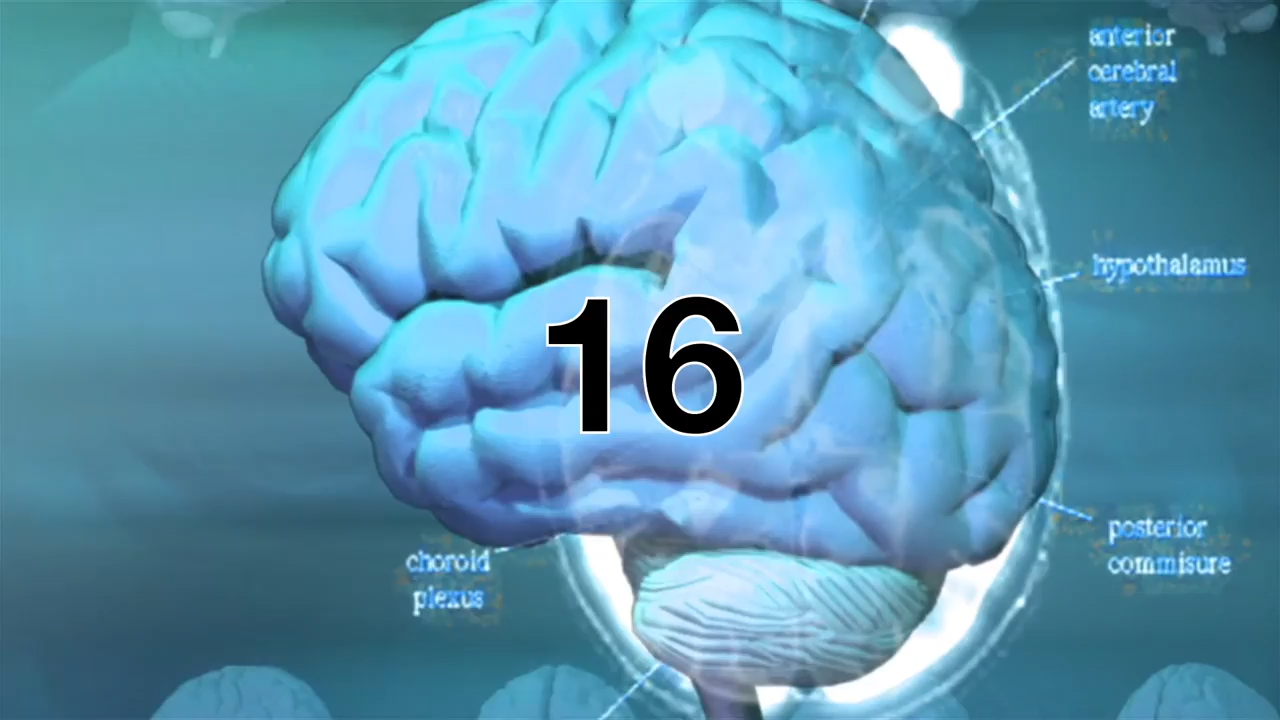 anterior
cerebral
artery
hypothalamus
16
posterior
commisure
choroid
plexus